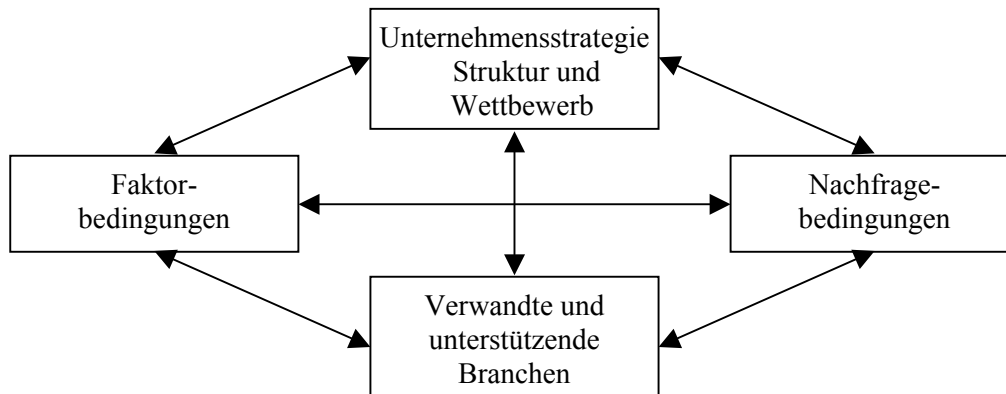 Unternehmensstrategie
Struktur und
Wettbewerb
Faktor-
bedingungen
Nachfrage-
bedingungen
Verwandte und
unterstützende
Branchen